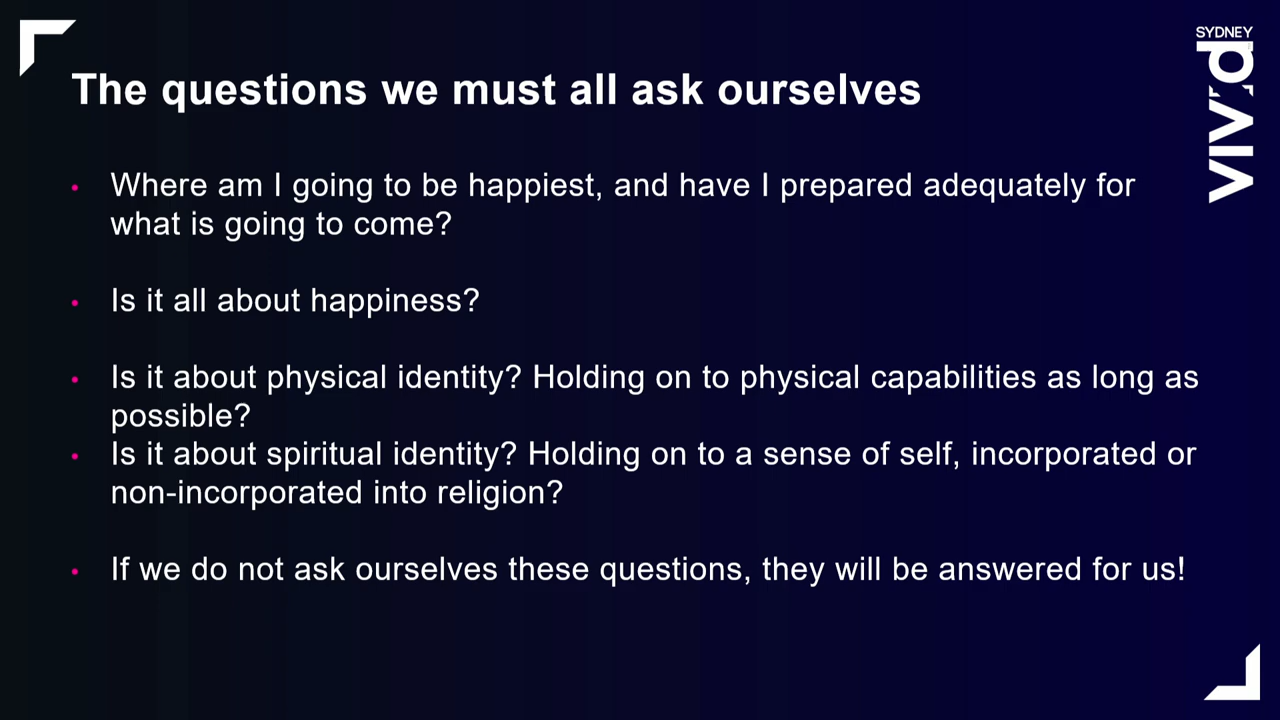 SYDNEY
VIVID
The questions we must all ask ourselves
• Where am I going to be happiest, and have I prepared adequately for
what is going to come?
• Is it all about happiness?
• Is it about physical identity? Holding on to physical capabilities as long as
possible?
• Is it about spiritual identity? Holding on to a sense of self, incorporated or
non-incorporated into religion?
• If we do not ask ourselves these questions, they will be answered for us!